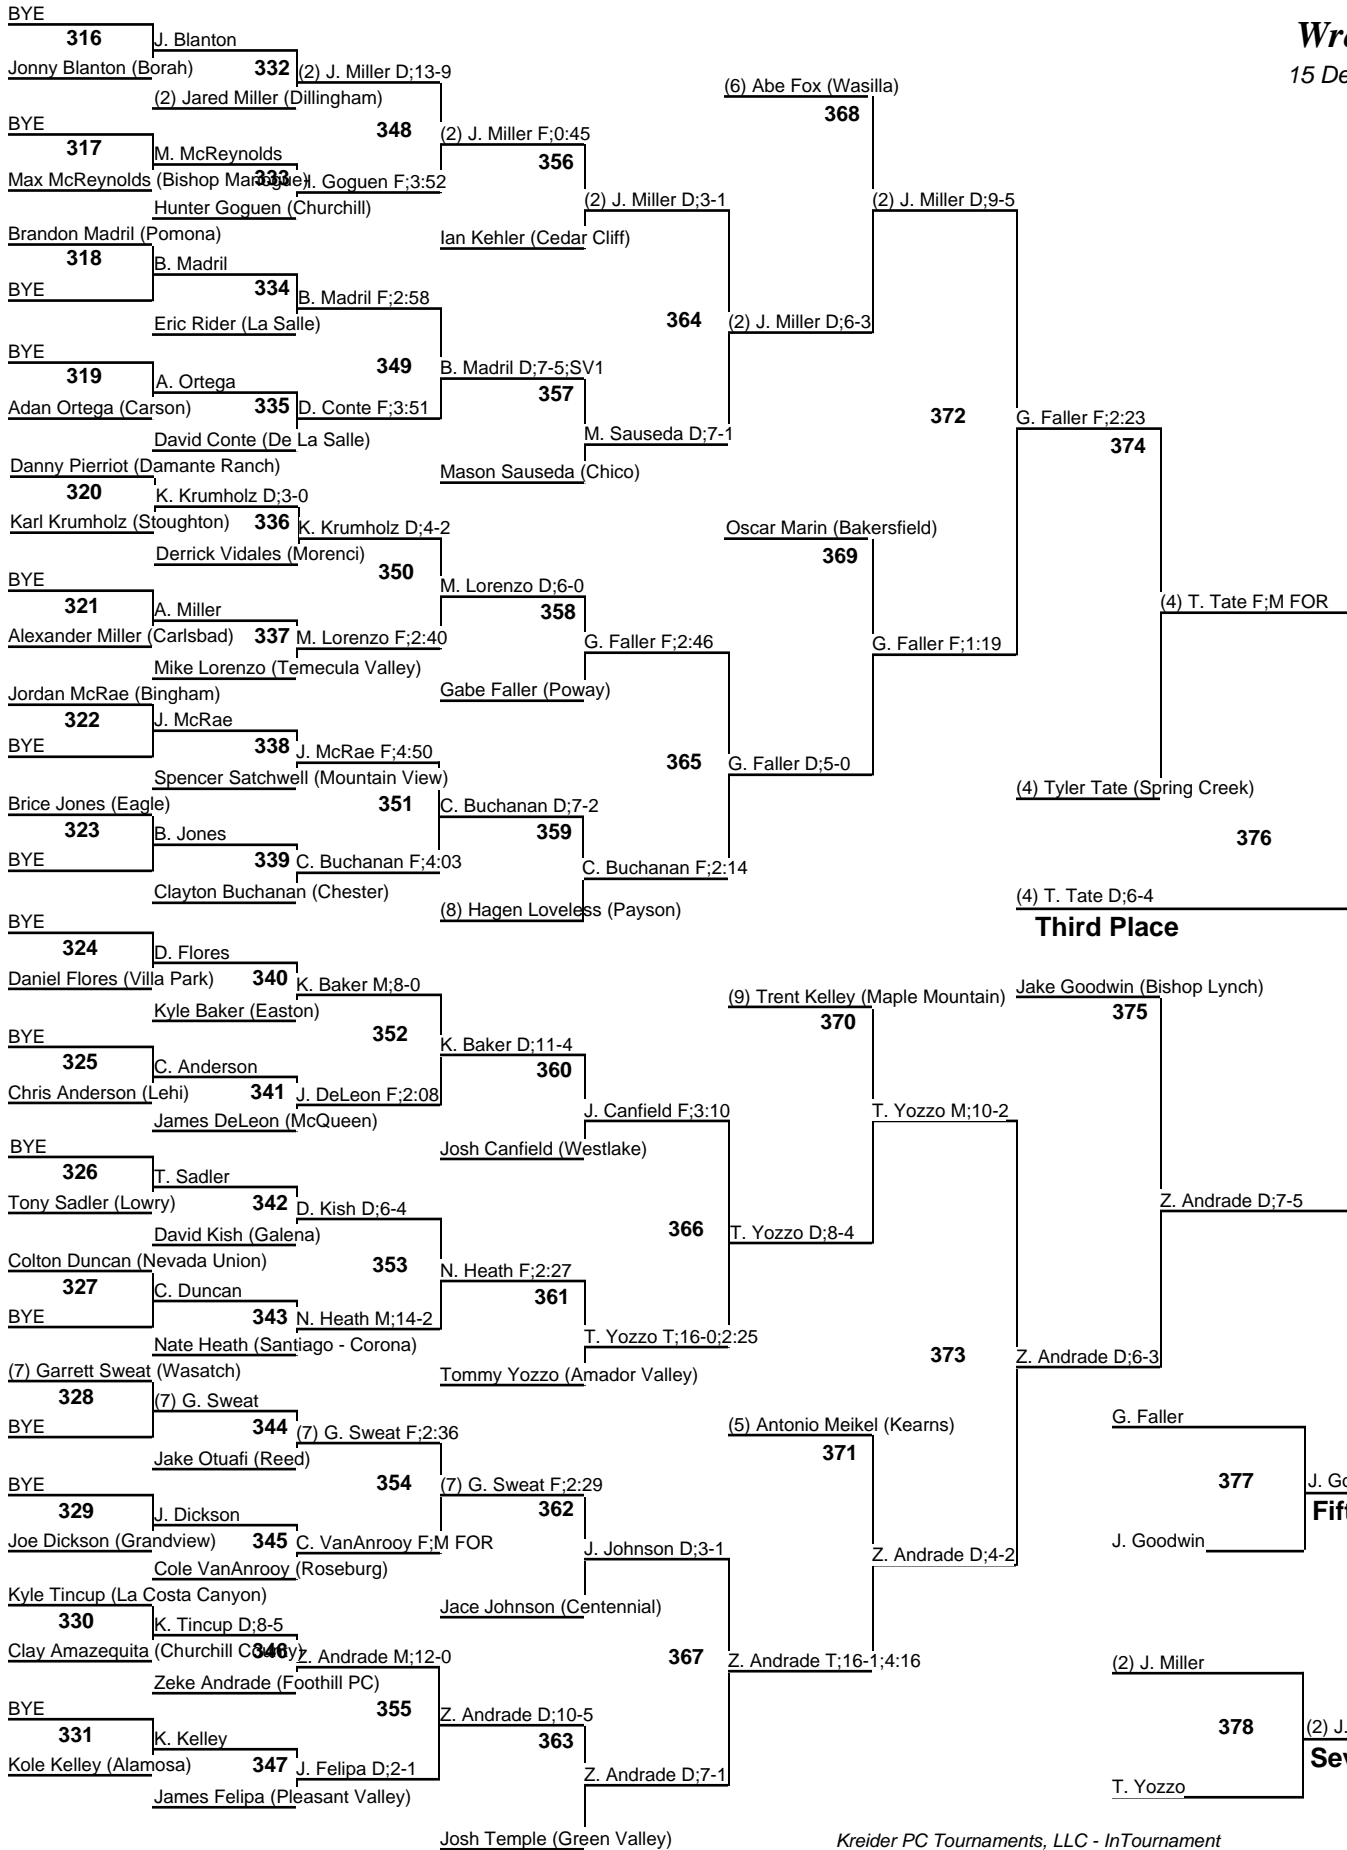 BYE
316
J. Blanton
Jonny Blanton (Borah)
332
(2) J. Miller D;13-9
(2) Jared Miller (Dillingham)
BYE
348
(2) J. Miller F;0:45
317
M. McReynolds
356
Max McReynolds (Bishop Manogue)
333
H. Goguen F;3:52
Hunter Goguen (Churchill)
(2) J. Miller D;3-1
Brandon Madril (Pomona)
Ian Kehler (Cedar Cliff)
318
B. Madril
BYE
334
B. Madril F;2:58
Eric Rider (La Salle)
364
(2) J. Miller D;6-3
BYE
349
B. Madril D;7-5;SV1
319
A. Ortega
357
Adan Ortega (Carson)
335
D. Conte F;3:51
David Conte (De La Salle)
M. Sauseda D;7-1
Danny Pierriot (Damante Ranch)
Mason Sauseda (Chico)
320
K. Krumholz D;3-0
Karl Krumholz (Stoughton)
336
K. Krumholz D;4-2
Derrick Vidales (Morenci)
350
BYE
M. Lorenzo D;6-0
321
A. Miller
358
Alexander Miller (Carlsbad)
337
M. Lorenzo F;2:40
G. Faller F;2:46
Mike Lorenzo (Temecula Valley)
Jordan McRae (Bingham)
Gabe Faller (Poway)
322
J. McRae
BYE
338
J. McRae F;4:50
365
G. Faller D;5-0
Spencer Satchwell (Mountain View)
Brice Jones (Eagle)
351
C. Buchanan D;7-2
323
B. Jones
359
BYE
339
C. Buchanan F;4:03
C. Buchanan F;2:14
Clayton Buchanan (Chester)
(8) Hagen Loveless (Payson)
Wr
15 De
(6) Abe Fox (Wasilla)
368
(2) J. Miller D;9-5
372
G. Faller F;2:23
374
Oscar Marin (Bakersfield)
369
(4) T. Tate F;M FOR
G. Faller F;1:19
(4) Tyler Tate (Spring Creek)
376
(4) T. Tate D;6-4
Third Place
BYE
324
D. Flores
Daniel Flores (Villa Park)
340
K. Baker M;8-0
Kyle Baker (Easton)
352
BYE
K. Baker D;11-4
325
C. Anderson
360
Chris Anderson (Lehi)
341
J. DeLeon F;2:08
James DeLeon (McQueen)
J. Canfield F;3:10
BYE
Josh Canfield (Westlake)
326
T. Sadler
Tony Sadler (Lowry)
342
D. Kish D;6-4
David Kish (Galena)
366
T. Yozzo D;8-4
Colton Duncan (Nevada Union)
353
N. Heath F;2:27
327
C. Duncan
361
BYE
343
N. Heath M;14-2
Nate Heath (Santiago - Corona)
T. Yozzo T;16-0;2:25
(7) Garrett Sweat (Wasatch)
Tommy Yozzo (Amador Valley)
328
(7) G. Sweat
BYE
344
(7) G. Sweat F;2:36
Jake Otuafi (Reed)
354
(7) G. Sweat F;2:29
BYE
362
329
J. Dickson
Joe Dickson (Grandview)
345
C. VanAnrooy F;M FOR
J. Johnson D;3-1
Cole VanAnrooy (Roseburg)
Kyle Tincup (La Costa Canyon)
Jace Johnson (Centennial)
330
K. Tincup D;8-5
Clay Amazequita (Churchill County)
346
Z. Andrade M;12-0
367
Z. Andrade T;16-1;4:16
Zeke Andrade (Foothill PC)
355
BYE
Z. Andrade D;10-5
331
K. Kelley
363
Kole Kelley (Alamosa)
347
J. Felipa D;2-1
Z. Andrade D;7-1
James Felipa (Pleasant Valley)
Josh Temple (Green Valley)
(9) Trent Kelley (Maple Mountain)
Jake Goodwin (Bishop Lynch)
370
375
T. Yozzo M;10-2
Z. Andrade D;7-5
373
Z. Andrade D;6-3
(5) Antonio Meikel (Kearns)
371
Z. Andrade D;4-2
G. Faller
377
J. Go
Fif
J. Goodwin
(2) J. Miller
378
(2) J.
Sev
T. Yozzo
Kreider PC Tournaments, LLC - InTournament